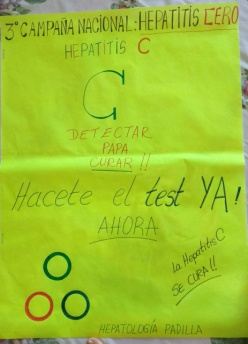 3° CAMPAÑA NACIONAL: HEPATITIS CERO
HEPATITIS C
C
DETECTAR
PAPA
CURAR!!
Hacete el test YA!
AHORA
La Hepatitis C
SE CURA!!
HEPATOLOGÍA PADILLA